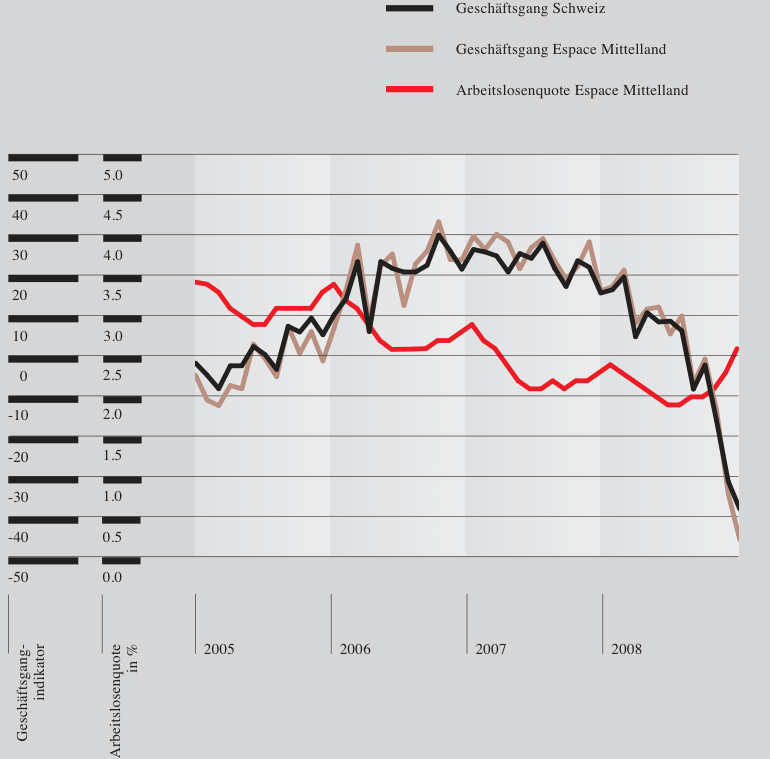 Geschäftsgang Schweiz
Geschäftsgang Espace Mittelland
Arbeitslosenquote Espace Mittelland
50 5.0
40 4.5
30 4.0
20 3.5
10 3.0
0 2.5
-10 2.0
-20 1.5
-30 1.0
-40 0.5
-50 0.0
2005 2006 2007 2008
Geschäftsgang-
indikator
Arbeitslosenquote
in %